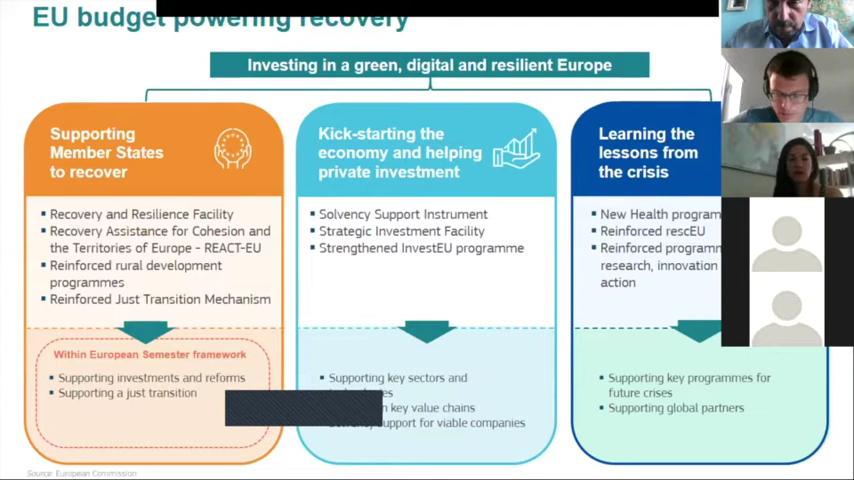 EU budget powering recovery
Investing in a green, digital and resilient Europe
Supporting
Member States
to recover
Recovery and Resilience Facility
Recovery Assistance for Cohesion and
the Territories of Europe - REACT-EU
Reinforced rural development
programmes
Reinforced Just Transition Mechanism
Within European Semester framework
Supporting investments and reforms
Supporting a just transition
Kick-starting the
economy and helping
private investment
Solvency Support Instrument
Strategic Investment Facility
Strengthened InvestEU programme
Supporting key sectors and
key value chains
support for viable companies
Learning the
lessons from
the crisis
New Health
Reinforced rescEU
Reinforced
research, innovation
action
Supporting key programmes for
future crises
Supporting global partners
Source: European Commission